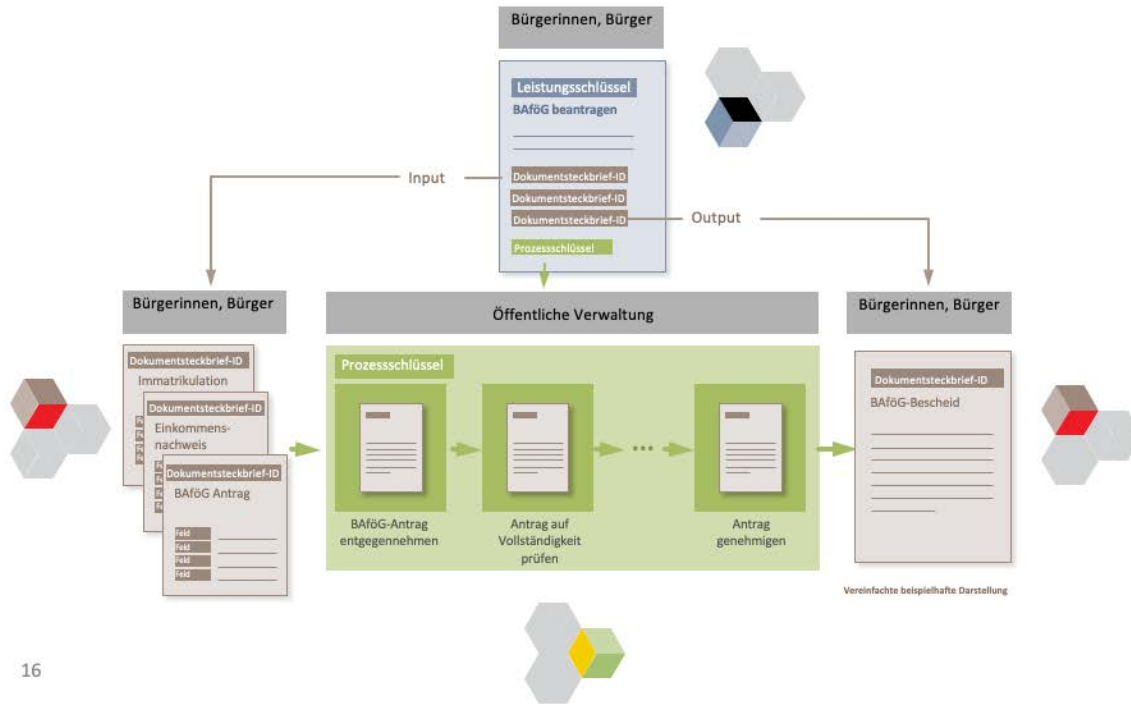 Bürgerinnen, Bürger
Leistungsschlüssel
BAföG beantragen
Input
Dokumentsteckbrief-ID
Dokumentsteckbrief-ID
Dokumentsteckbrief-ID
Output
Prozessschlüssel
Bürgerinnen, Bürger
Öffentliche Verwaltung
Bürgerinnen, Bürger
Dokumentsteckbrief-ID
Immatrikulation
Dokumentsteckbrief-ID
Einkommens-
nachweis
Dokumentsteckbrief-ID
BAföG Antrag
Feld
Feld
Feld
Feld
Prozessschlüssel
...
BAföG-Antrag
entgegennehmen
Antrag auf
Vollständigkeit
prüfen
Antrag
genehmigen
Dokumentsteckbrief-ID
BAföG-Bescheid
Vereinfachte beispielhafte Darstellung
16